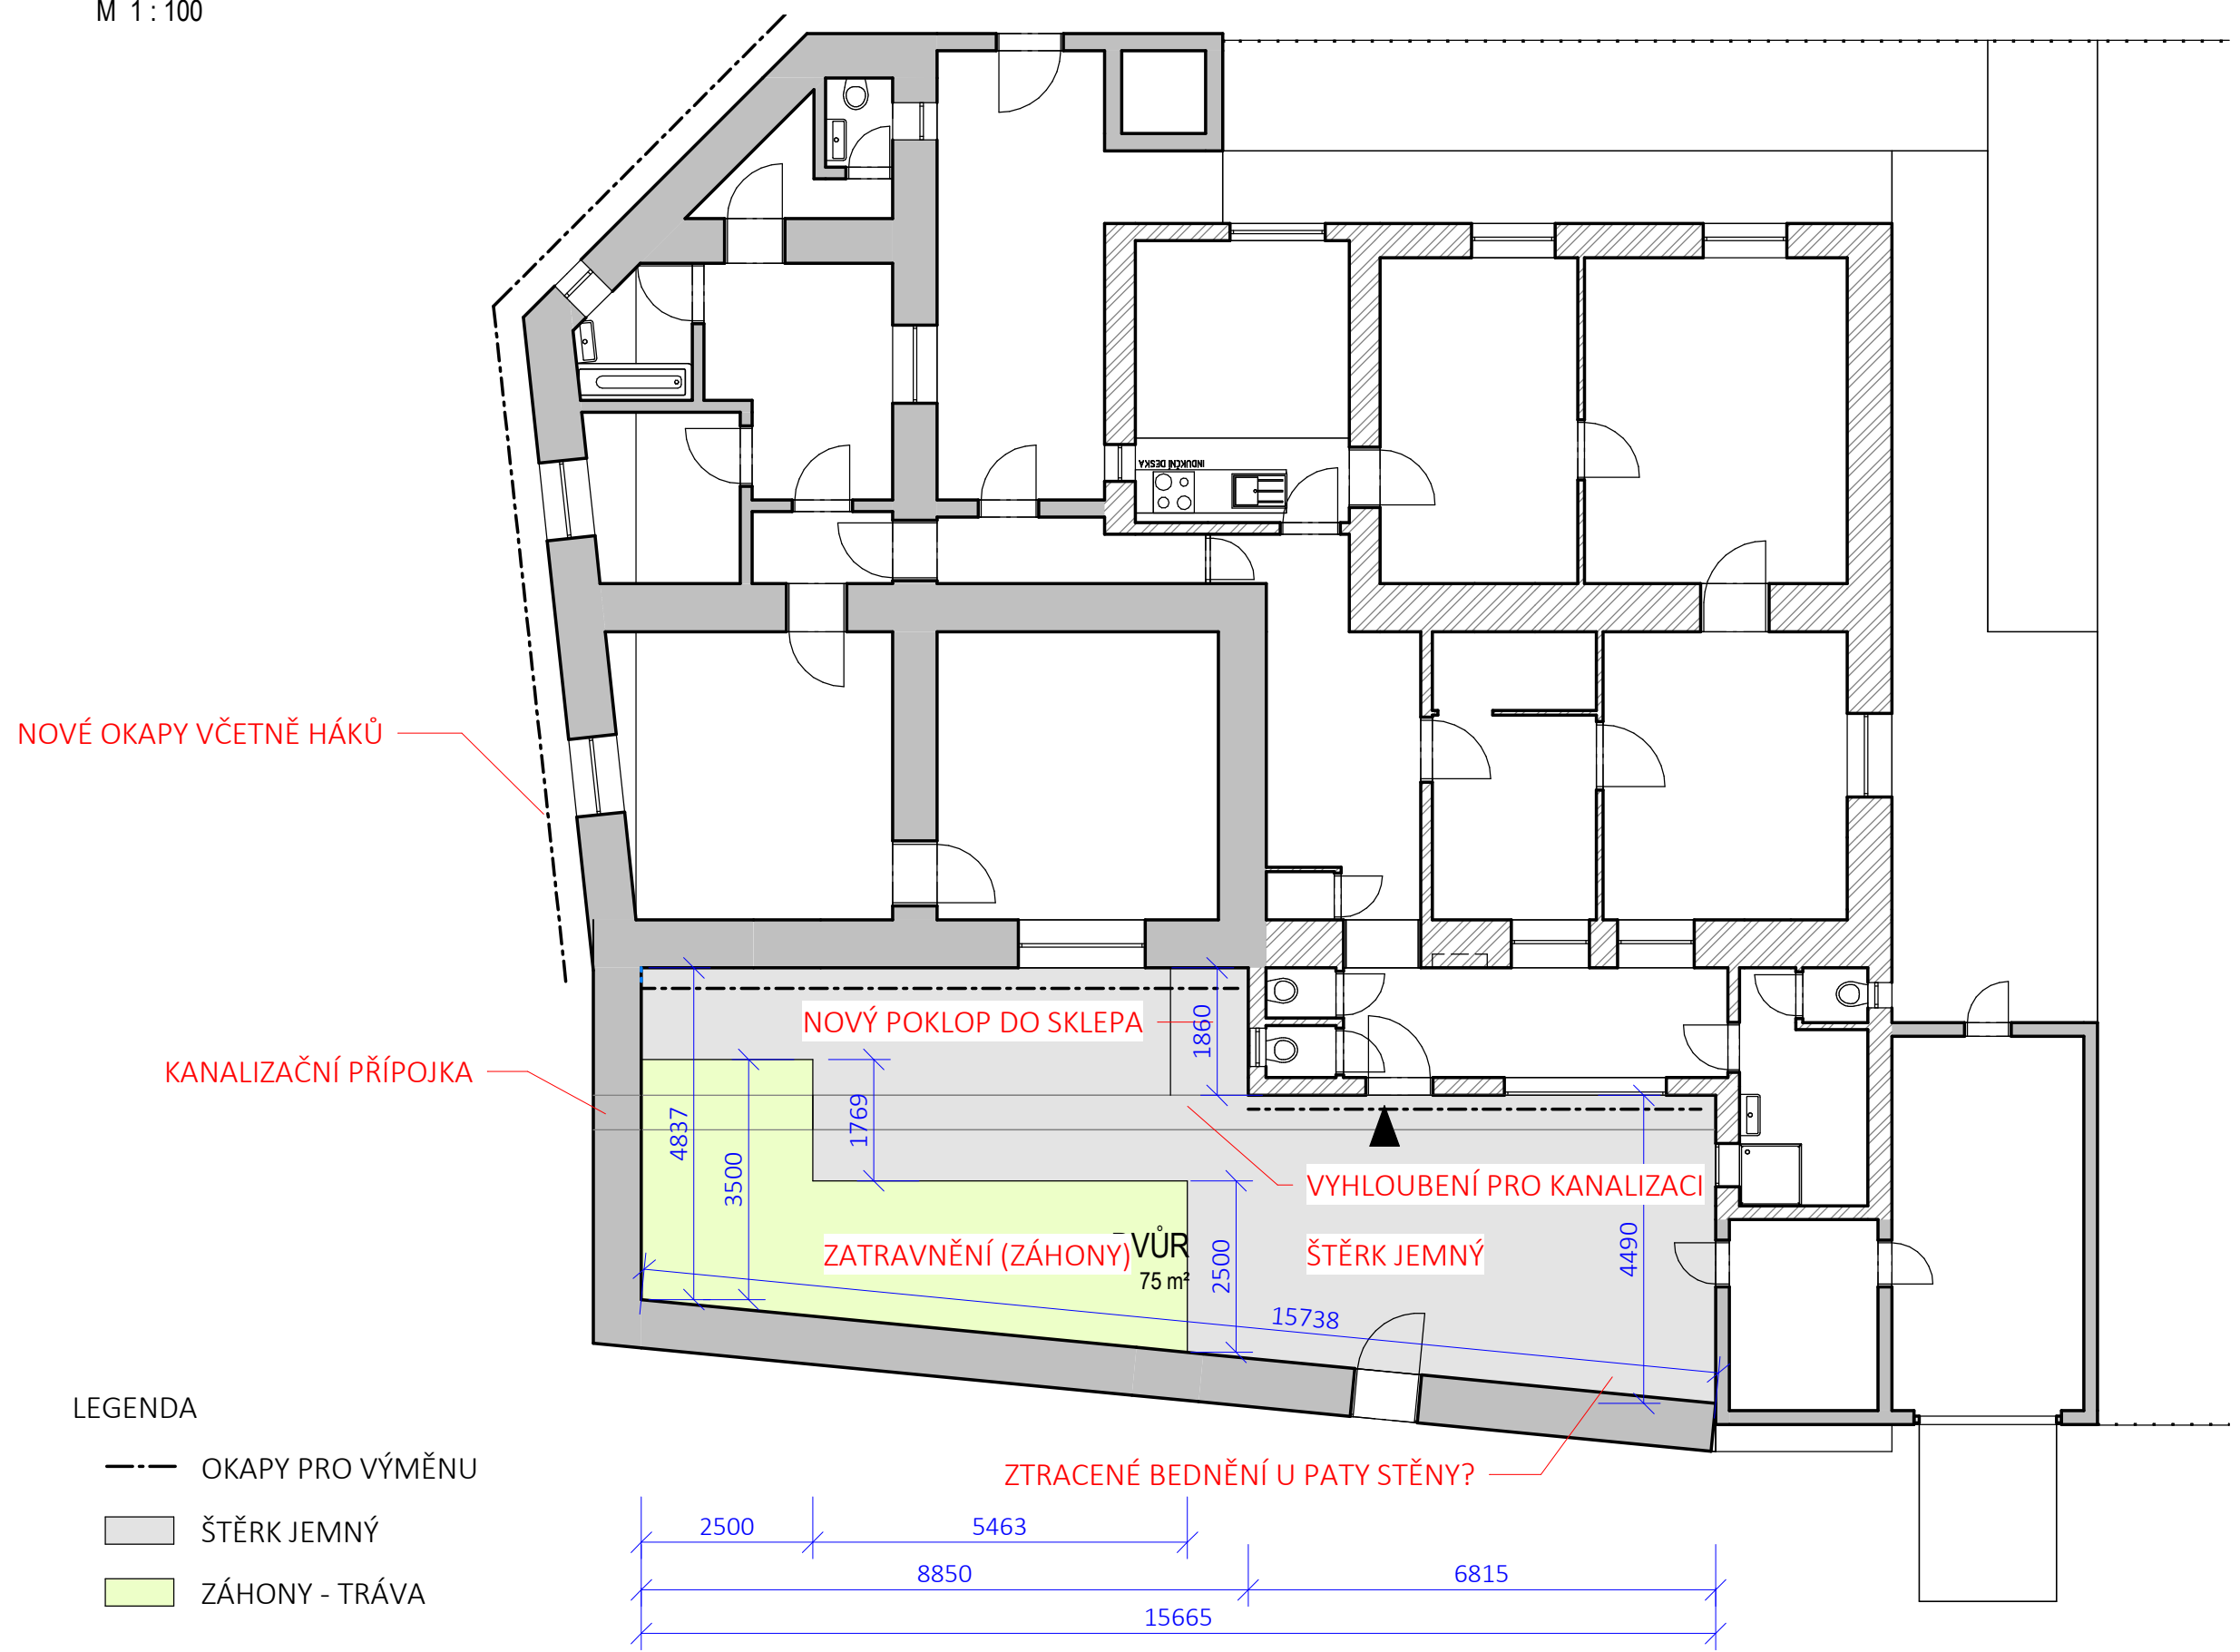 M 1 : 100
INDUKČNÍ DESKA
NOVÉ OKAPY VČETNĚ HÁKŮ
NOVÝ POKLOP DO SKLEPA
1860
KANALIZAČNÍ PŘÍPOJKA
4837
3500
1769
VYHLOUBENÍ PRO KANALIZACI
ZATRAVNĚNÍ (ZÁHONY)
VŮR
75 m²
2500
ŠTĚRK JEMNÝ
4490
15738
LEGENDA
OKAPY PRO VÝMĚNU
ŠTĚRK JEMNÝ
ZÁHONY - TRÁVA
ZTRACENÉ BEDNĚNÍ U PATY STĚNY?
2500
5463
8850
6815
15665